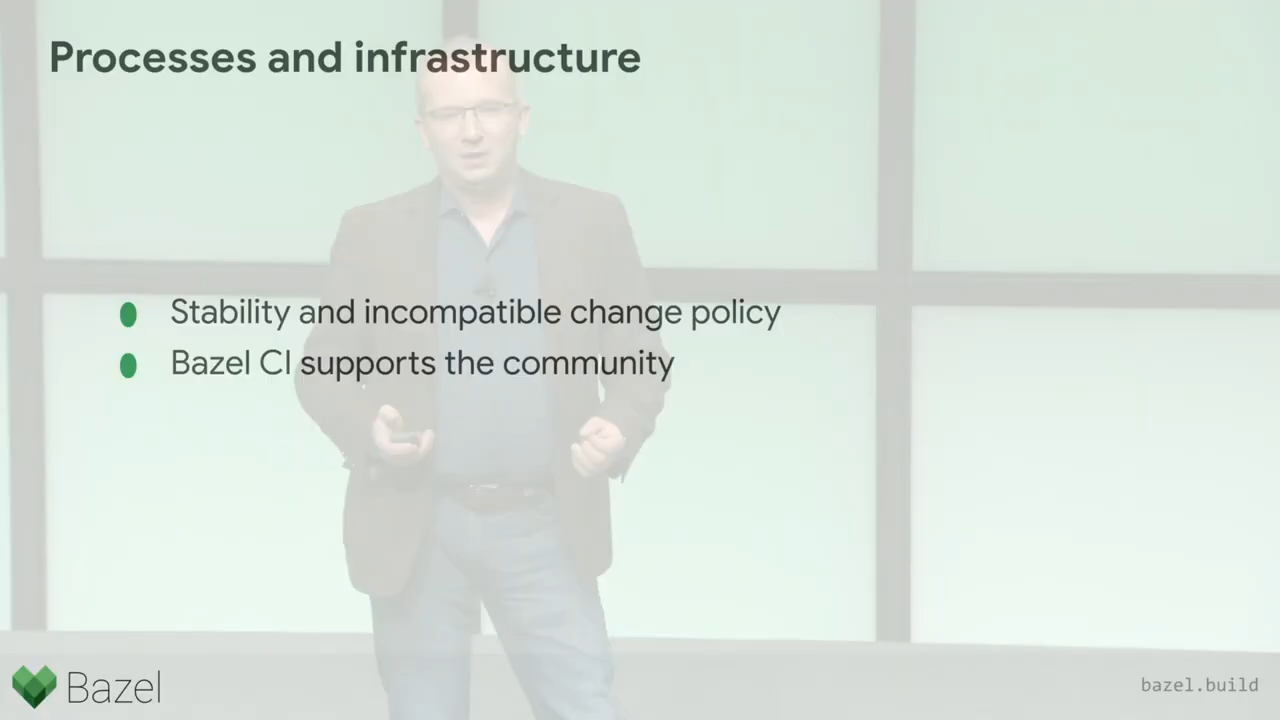 Processes and infrastructure
Stability and incompatible change policy
Bazel CI supports the community
Bazel
bazel.build